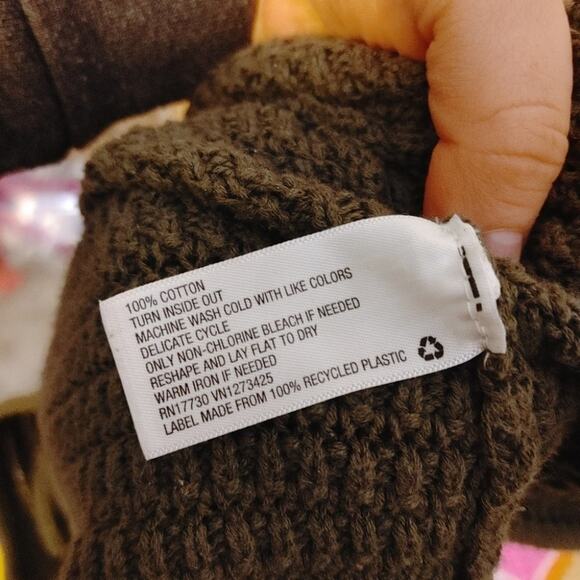 100% COTTON
TURN INSIDE OUT
MACHINE WASH COLD WITH LIKE COLORS
DELICATE CYCLE
ONLY NON-CHLORINE BLEACH IF NEEDED
RESHAPE AND LAY FLAT TO DRY
WARM IRON IF NEEDED
RN17730 VN1273425
LABEL MADE FROM 100% RECYCLED PLASTIC